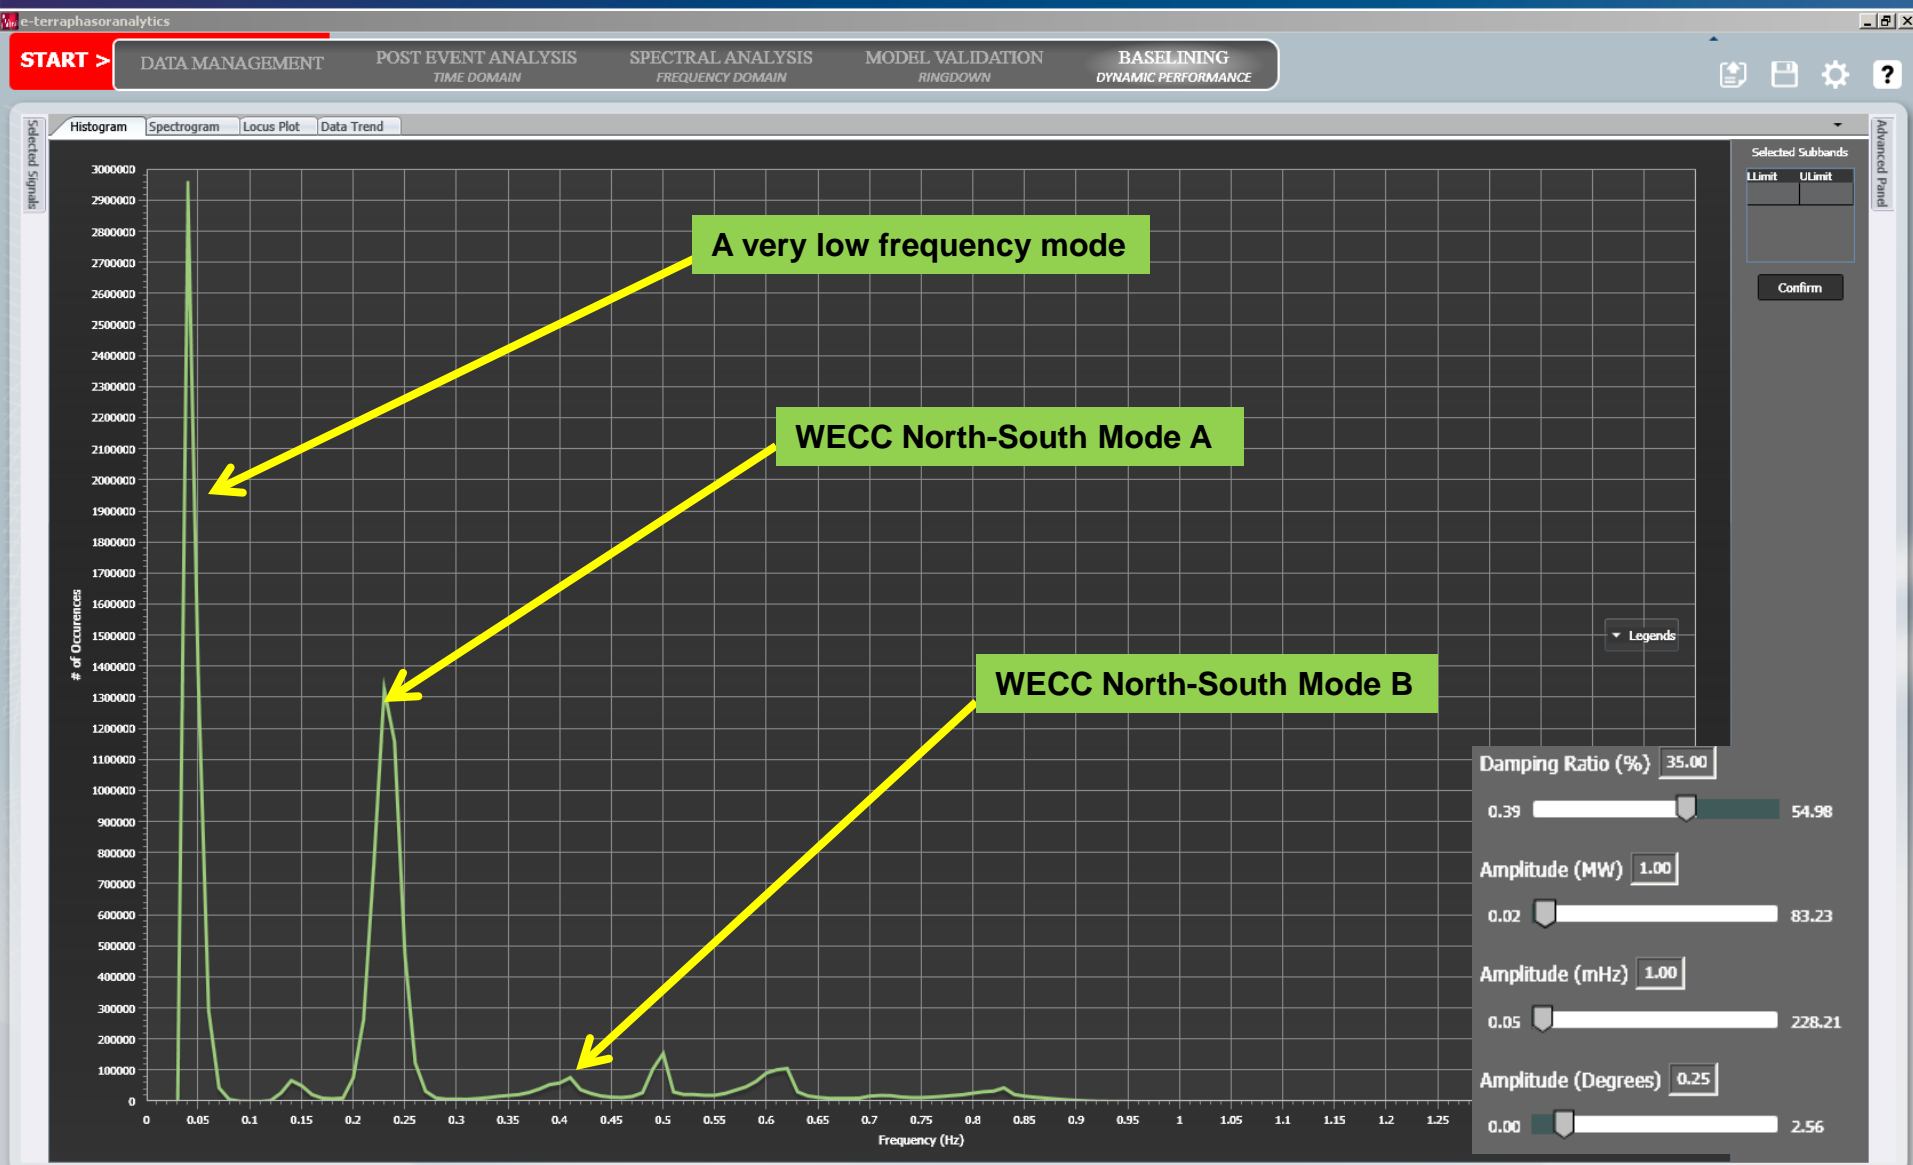 e-terraphasoranalytics
START >
DATA MANAGEMENT
POST EVENT ANALYSIS
TIME DOMAIN
SPECTRAL ANALYSIS
FREQUENCY DOMAIN
MODEL VALIDATION
RINGDOWN
BASELINING
DYNAMIC PERFORMANCE
?
Selected Signals
Histogram
Spectrogram
Locus Plot
Data Trend
Advanced Panel
Selected Subbands
LLimit ULimit
Confirm
A very low frequency mode
WECC North-South Mode A
WECC North-South Mode B
Legends
# of Occurences
3000000
2900000
2800000
2700000
2600000
2500000
2400000
2300000
2200000
2100000
2000000
1900000
1800000
1700000
1600000
1500000
1400000
1300000
1200000
1100000
1000000
900000
800000
700000
600000
500000
400000
300000
200000
100000
0
0 0.05 0.1 0.15 0.2 0.25 0.3 0.35 0.4 0.45 0.5 0.55 0.6 0.65 0.7 0.75 0.8 0.85 0.9 0.95 1 1.05 1.1 1.15 1.2 1.25
Frequency (Hz)
Damping Ratio (%) 35.00
0.39 54.98
Amplitude (MW) 1.00
0.02 83.23
Amplitude (mHz) 1.00
0.05 228.21
Amplitude (Degrees) 0.25
0.00 2.56